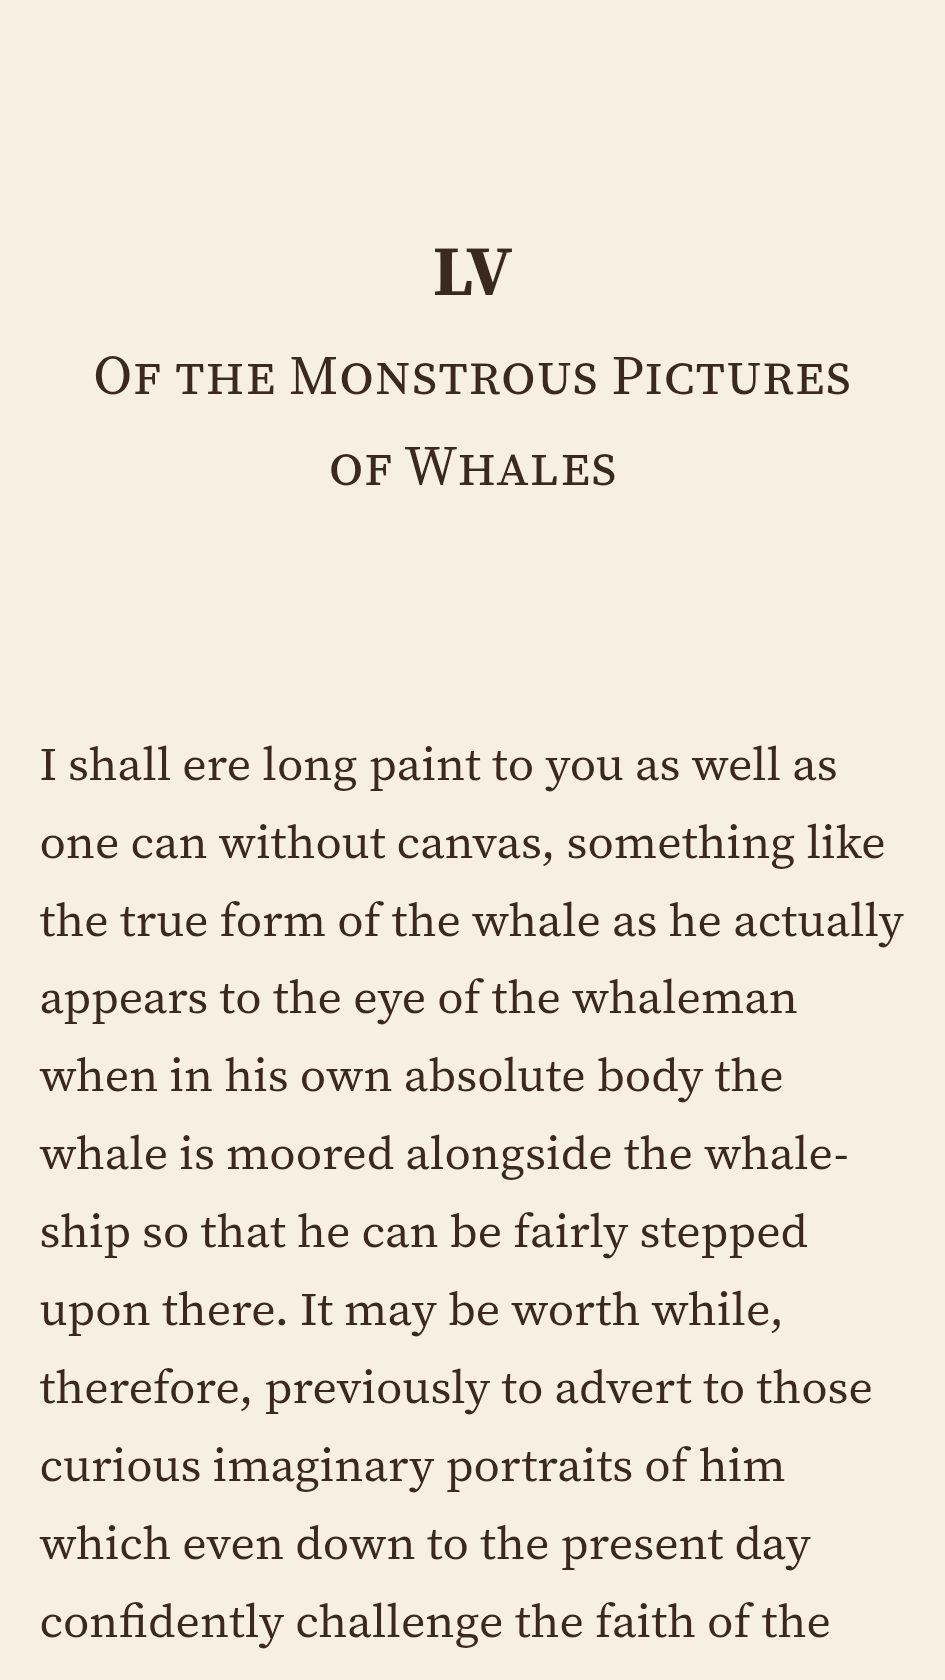 LV
Of the Monstrous Pictures
of Whales
I shall ere long paint to you as well as
one can without canvas, something like
the true form of the whale as he actually
appears to the eye of the whaleman
when in his own absolute body the
whale is moored alongside the whale-
ship so that he can be fairly stepped
upon there. It may be worth while,
therefore, previously to advert to those
curious imaginary portraits of him
which even down to the present day
confidently challenge the faith of the